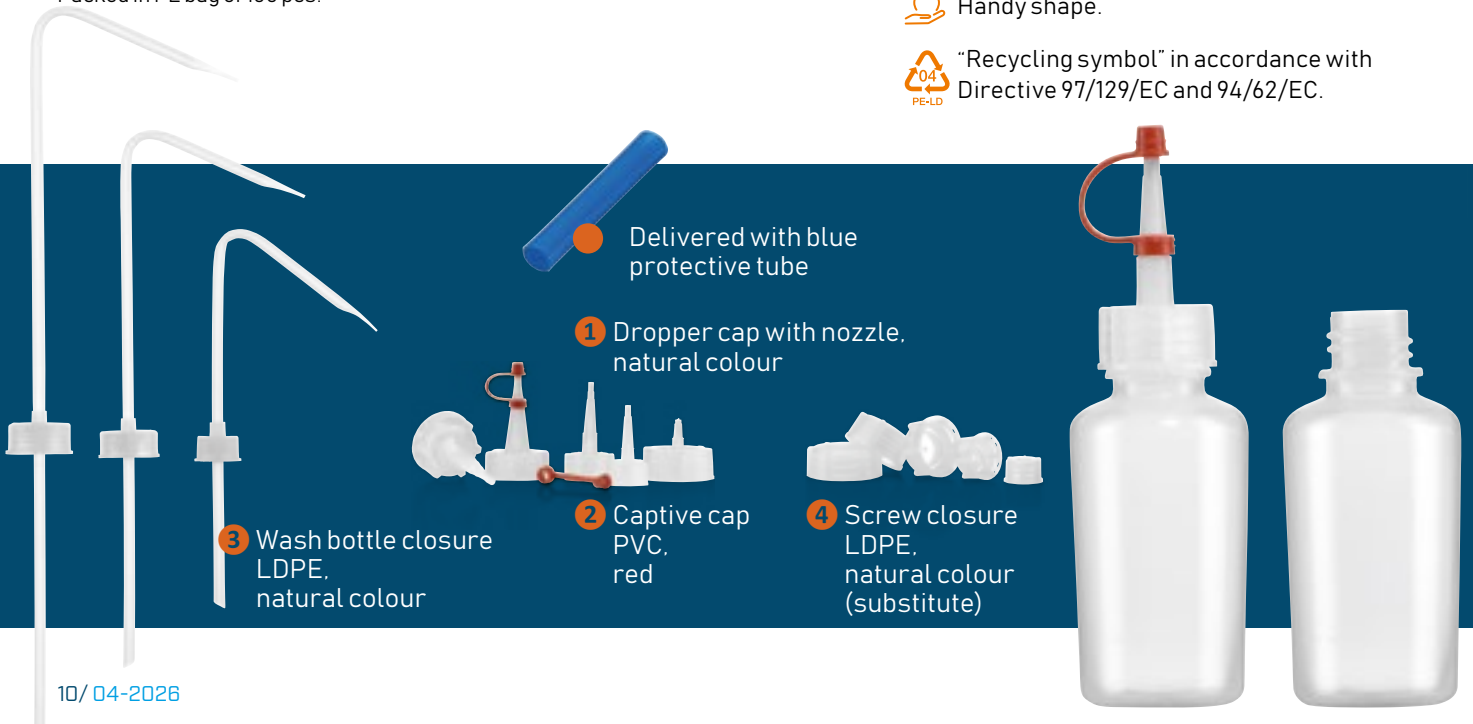 Handy shape.
"Recycling symbol" in accordance with
Directive 97/129/EC and 94/62/EC.
04
PE-LD
Delivered with blue
protective tube
1 Dropper cap with nozzle,
natural colour
2 Captive cap
PVC,
red
3 Wash bottle closure
LDPE,
natural colour
4 Screw closure
LDPE,
natural colour
(substitute)
10/ 04-2026